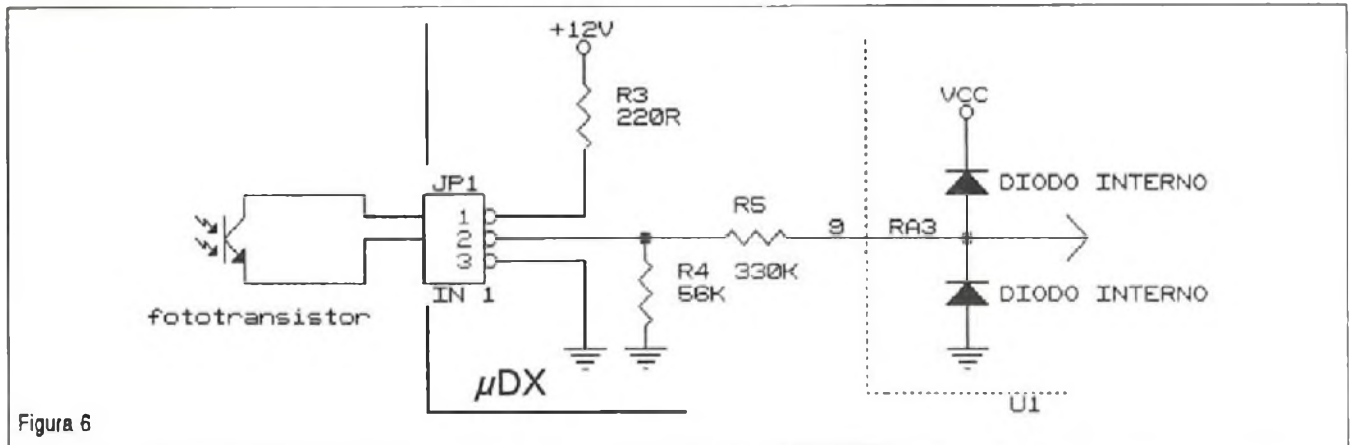 +12V
R3
220R
VCC
JP1
DIODO INTERNO
1
R5
9
RA3
2
3
R4
330K
56K
IN 1
DIODO INTERNO
fototransistor
µDX
U1
Figura 6